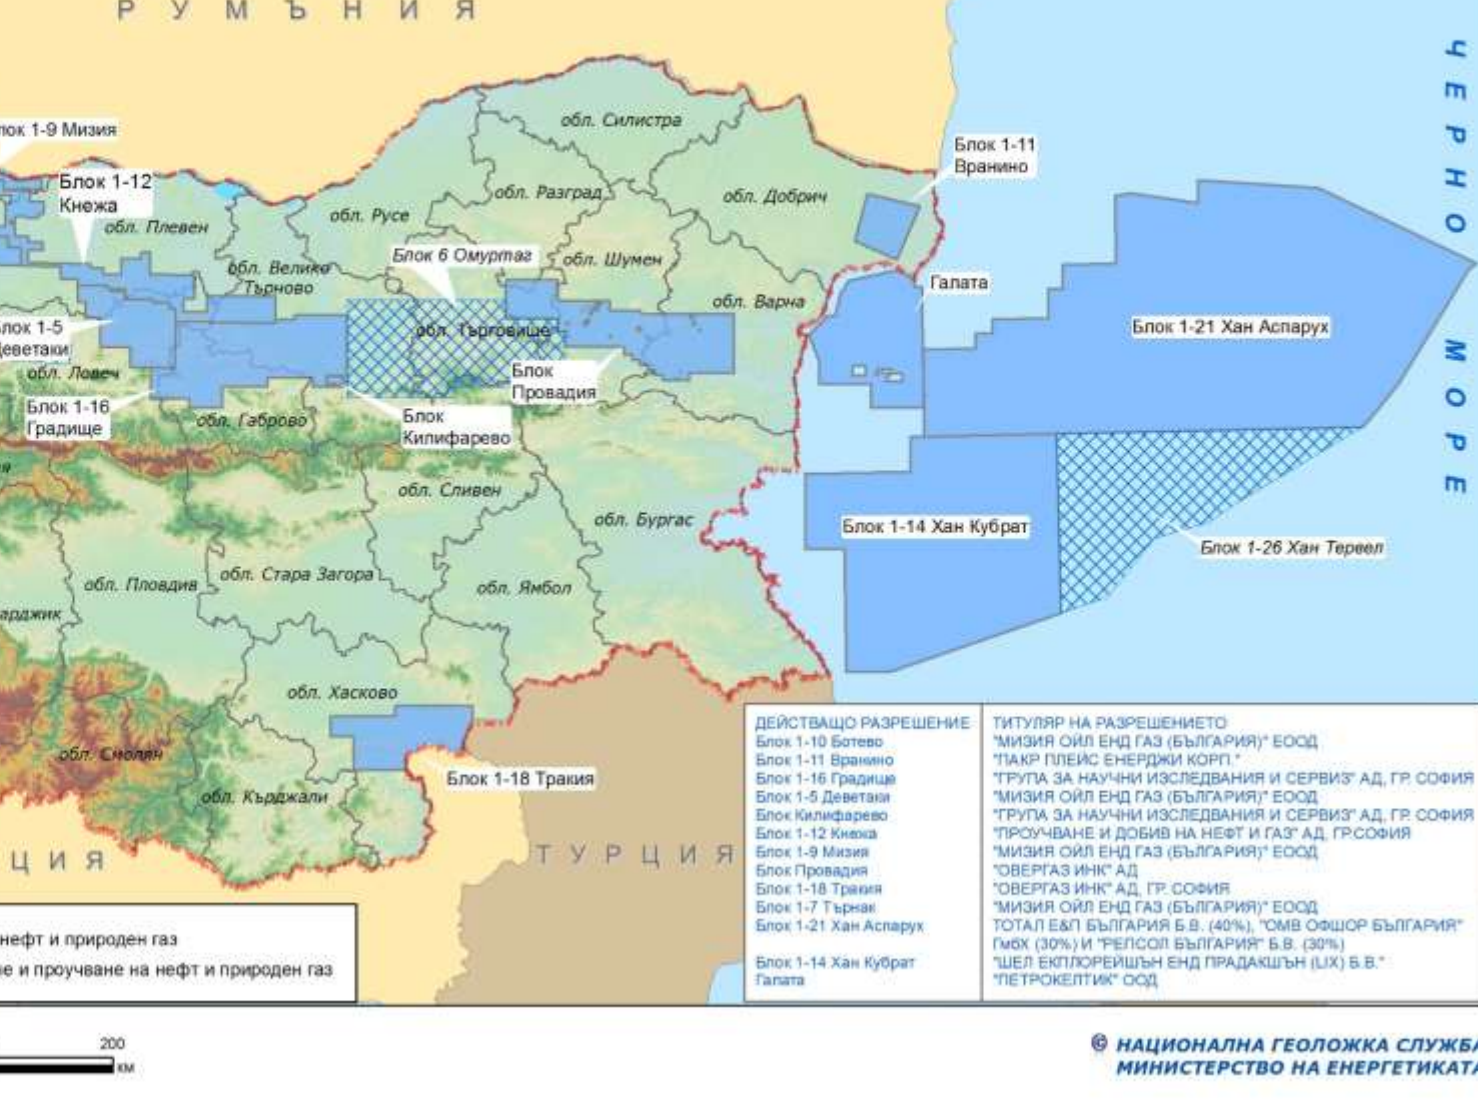 РУМЪНИЯ
ЧЕРНО МОРЕ
лок 1-9 Мизия
Блок 1-12
Кнежа
обл. Плевен
обл. Силистра
обл. Разград
обл. Русе
обл. Добрич
Блок 1-11
Вранино
Блок 6 Омуртаг
обл. Шумен
обл. Велико
Търново
обл. Варна
Галата
Блок 1-21 Хан Аспарух
лок 1-5
Деветаки
обл. Търговище
обл. Ловеч
Блок
Провадия
Блок 1-16
Градище
обл. Габрово
Блок
Килифарево
я
обл. Сливен
обл. Бургас
Блок 1-14 Хан Кубрат
Блок 1-26 Хан Тервел
обл. Пловдив
обл. Стара Загора
обл. Ямбол
арджик
обл. Хасково
обл. Смолян
Блок 1-18 Тракия
обл. Кърджали
ЦИЯ
ТУРЦИЯ
ДЕЙСТВАЩО РАЗРЕШЕНИЕ ТИТУЛЯР НА РАЗРЕШЕНИЕТО
Блок 1-10 Ботево "МИЗИЯ ОЙЛ ЕНД ГАЗ (БЪЛГАРИЯ)" ЕООД
Блок 1-11 Вранино "ПАКР ПЛЕЙС ЕНЕРДЖИ КОРП."
Блок 1-16 Градище "ГРУПА ЗА НАУЧНИ ИЗСЛЕДВАНИЯ И СЕРВИЗ" АД, ГР. СОФИЯ
Блок 1-5 Деветаки "МИЗИЯ ОЙЛ ЕНД ГАЗ (БЪЛГАРИЯ)" ЕООД
Блок Килифарево "ГРУПА ЗА НАУЧНИ ИЗСЛЕДВАНИЯ И СЕРВИЗ" АД, ГР. СОФИЯ
Блок 1-12 Кнежа "ПРОУЧВАНЕ И ДОБИВ НА НЕФТ И ГАЗ" АД, ГР.СОФИЯ
Блок 1-9 Мизия "МИЗИЯ ОЙЛ ЕНД ГАЗ (БЪЛГАРИЯ)" ЕООД
Блок Провадия "ОВЕРГАЗ ИНК" АД
Блок 1-18 Тракия "ОВЕРГАЗ ИНК" АД, ГР. СОФИЯ
Блок 1-7 Търнак "МИЗИЯ ОЙЛ ЕНД ГАЗ (БЪЛГАРИЯ)" ЕООД
Блок 1-21 Хан Аспарух ТОТАЛ Е&П БЪЛГАРИЯ Б.В. (40%), "ОМВ ОФШОР БЪЛГАРИЯ"
ГмбХ (30%) И "РЕПСОЛ БЪЛГАРИЯ" Б.В. (30%)
Блок 1-14 Хан Кубрат "ШЕЛ ЕКПЛОРЕЙШЪН ЕНД ПРАДАКШЪН (LIX) Б.В."
Галата "ПЕТРОКЕЛТИК" ООД
нефт и природен газ
е и проучване на нефт и природен газ
200
км
© НАЦИОНАЛНА ГЕОЛОЖКА СЛУЖБА
МИНИСТЕРСТВО НА ЕНЕРГЕТИКАТА